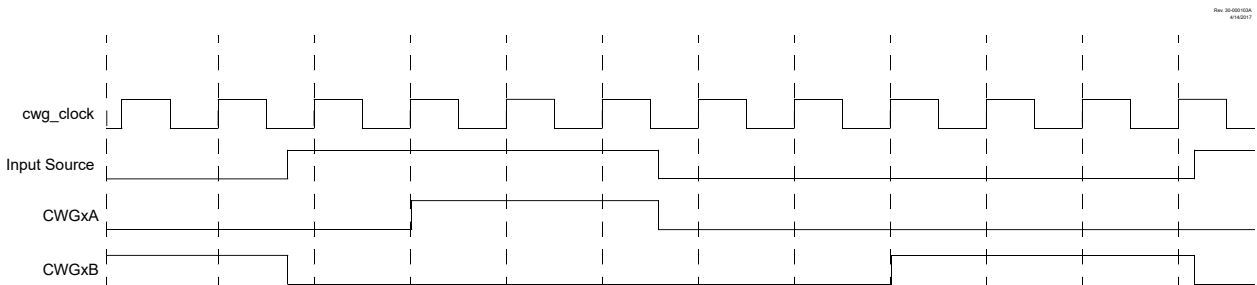 Rev. 30-000103A
4/14/2017
cwg_clock
Input Source
CWGxA
CWGxB